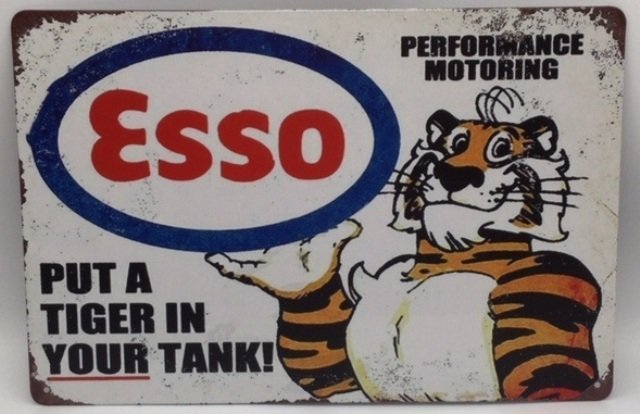 Esso
PERFORMANCE
MOTORING
PUT A
TIGER IN
YOUR TANK!